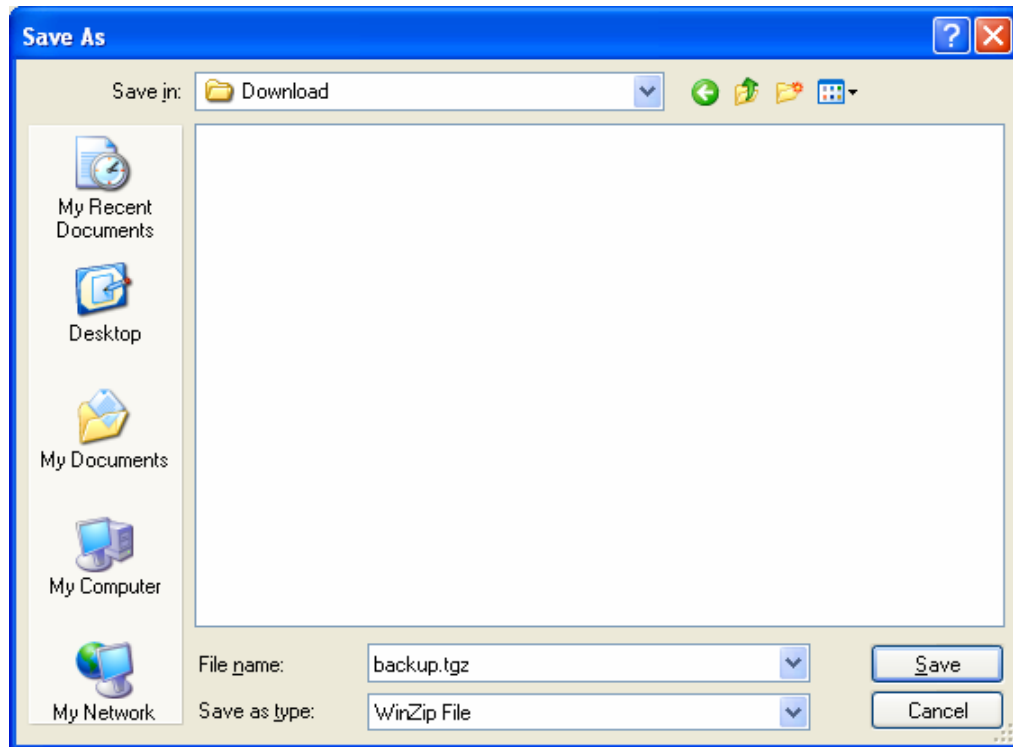 Save As
Save in:
Download
My Recent
Documents
Desktop
My Documents
My Computer
My Network
File name:
backup.tgz
Save
Save as type:
WinZip File
Cancel